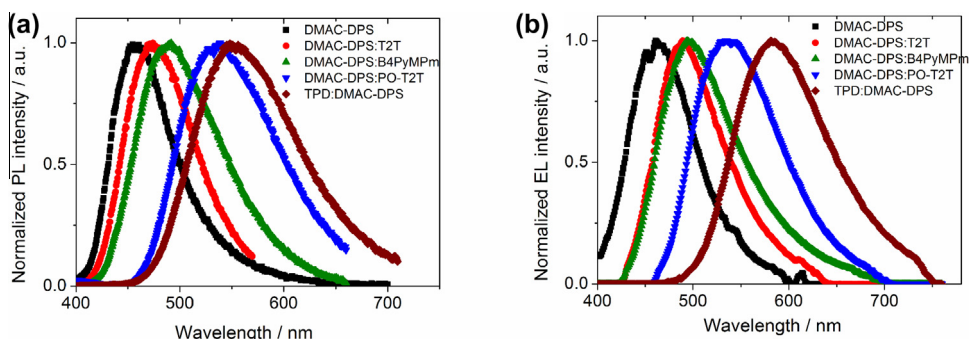 (a)
Normalized PL intensity / a.u.
1.0
0.5
0.0
400
500
600
700
Wavelength / nm
DMAC-DPS
DMAC-DPS:T2T
DMAC-DPS:B4PyMPm
DMAC-DPS:PO-T2T
TPD:DMAC-DPS
(b)
Normalized EL intensity / a.u.
1.0
0.5
0.0
400
500
600
700
Wavelength / nm
DMAC-DPS
DMAC-DPS:T2T
DMAC-DPS:B4PyMPm
DMAC-DPS:PO-T2T
TPD:DMAC-DPS